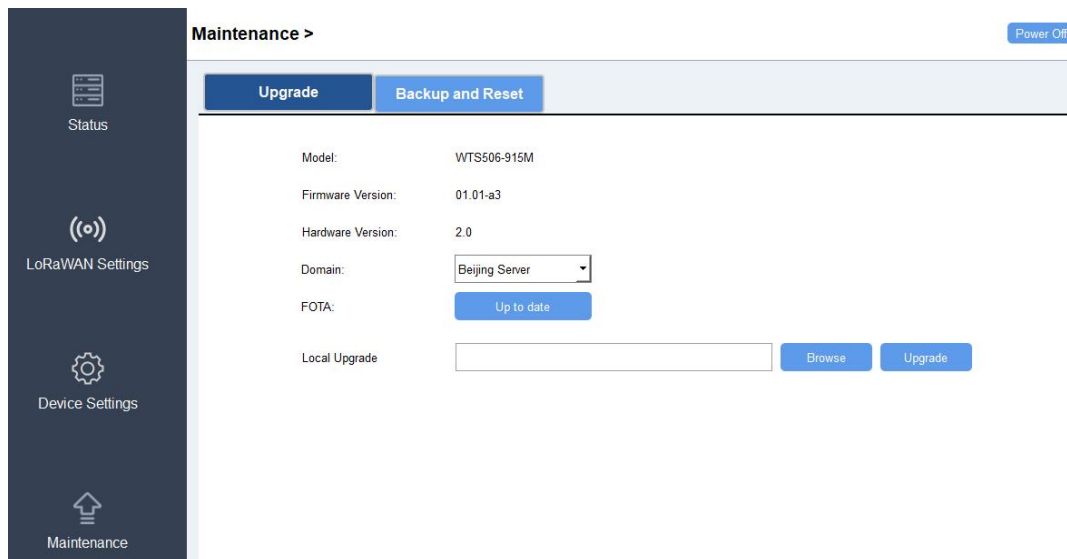 Maintenance >
Power Off
Status
LoRaWAN Settings
Device Settings
Maintenance
Upgrade
Backup and Reset
Model:
WTS506-915M
Firmware Version:
01.01-a3
Hardware Version:
2.0
Domain:
Beijing Server
FOTA:
Up to date
Local Upgrade
Browse
Upgrade